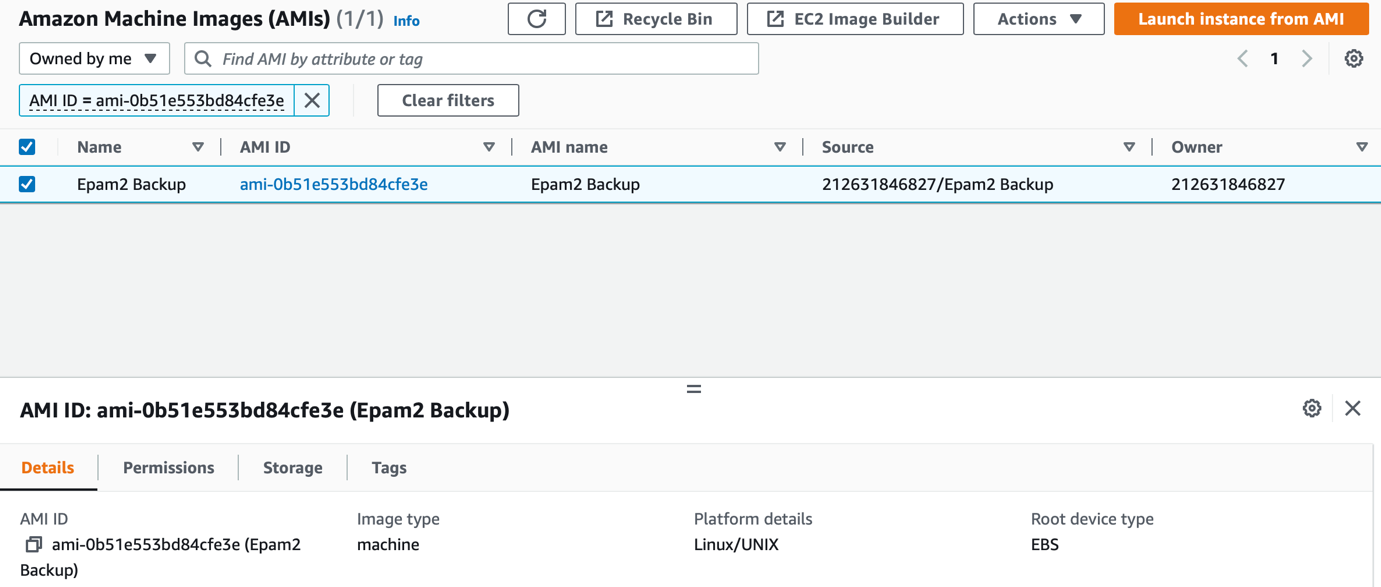 Amazon Machine Images (AMIs) (1/1) Info
Recycle Bin
EC2 Image Builder
Actions
Launch instance from AMI
Owned by me
Find AMI by attribute or tag
1
AMI ID = ami-0b51e553bd84cfe3e
Clear filters
Name AMI ID AMI name Source Owner
Epam2 Backup ami-0b51e553bd84cfe3e Epam2 Backup 212631846827/Epam2 Backup 212631846827
AMI ID: ami-0b51e553bd84cfe3e (Epam2 Backup)
Details Permissions Storage Tags
AMI ID
ami-0b51e553bd84cfe3e (Epam2
Backup)
Image type
machine
Platform details
Linux/UNIX
Root device type
EBS